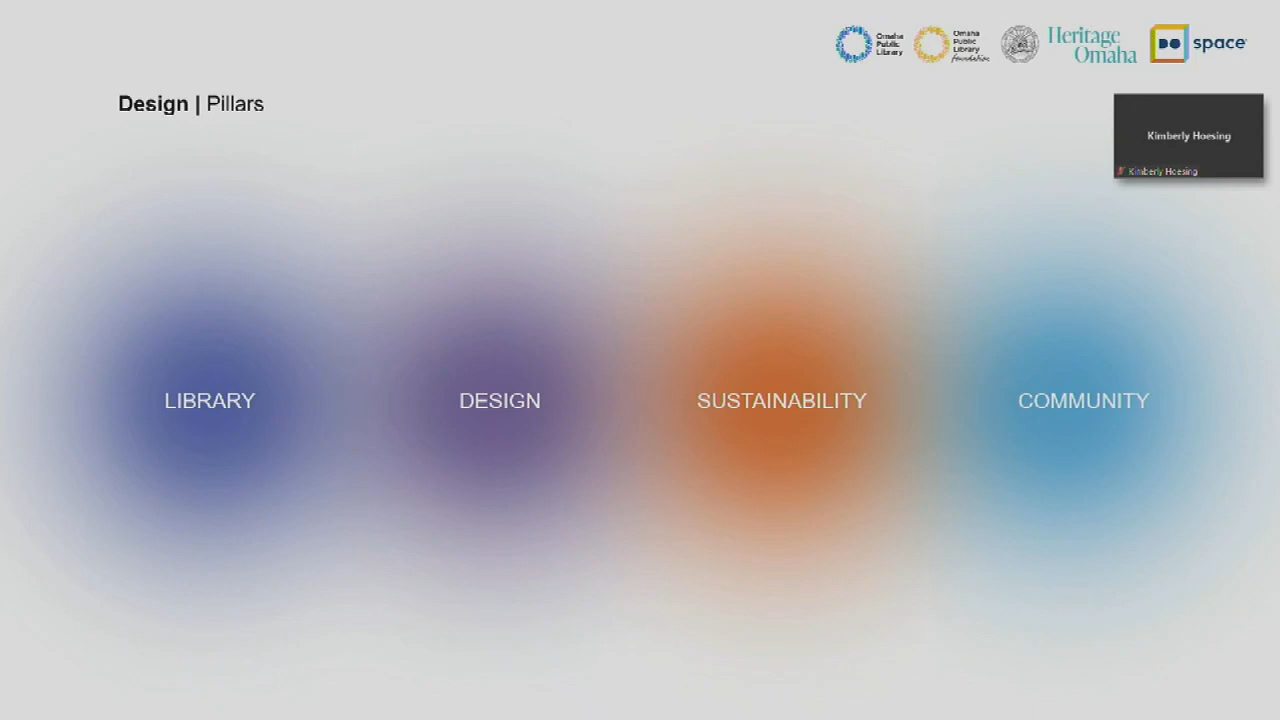 Omaha
Public
Library
Omaha
Public
Library
foundation
Heritage
Omaha
DO space
Design | Pillars
Kimberly Hoesing
Kimberly Hoesing
LIBRARY
DESIGN
SUSTAINABILITY
COMMUNITY